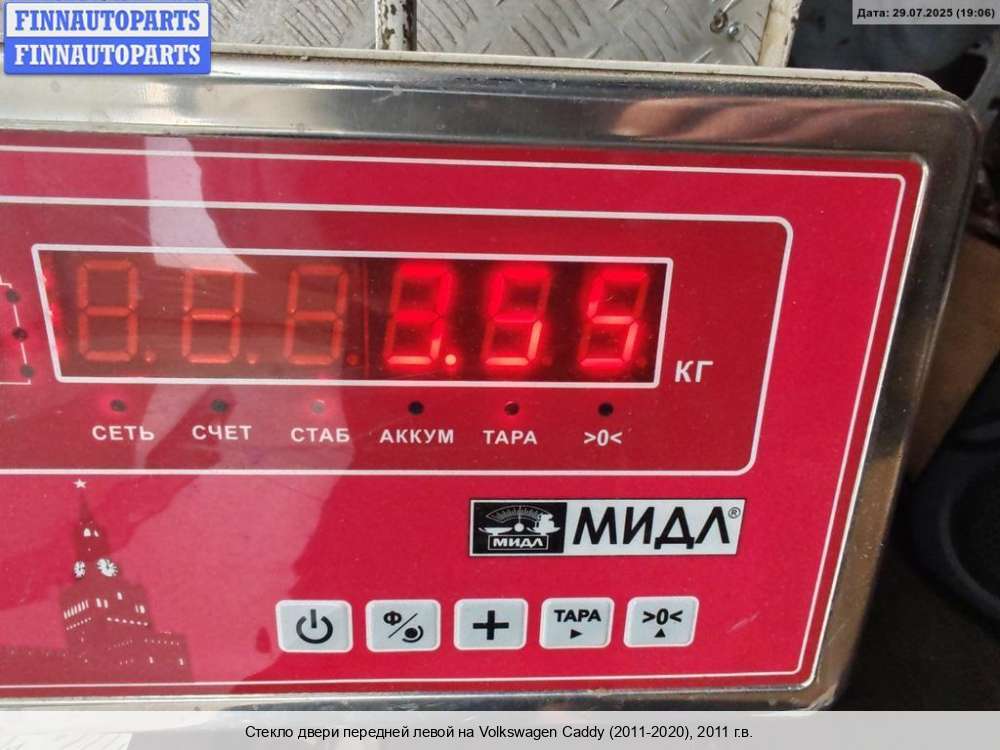 FINNAUTOPARTS
FINNAUTOPARTS
Дата: 29.07.2025 (19:06)
3.55
КГ
СЕТЬ СЧЕТ СТАБ АККУМ ТАРА >0<
МИДЛ МИДЛ®
Ф ТАРА >0<
Стекло двери передней левой на Volkswagen Caddy (2011-2020), 2011 г.в.